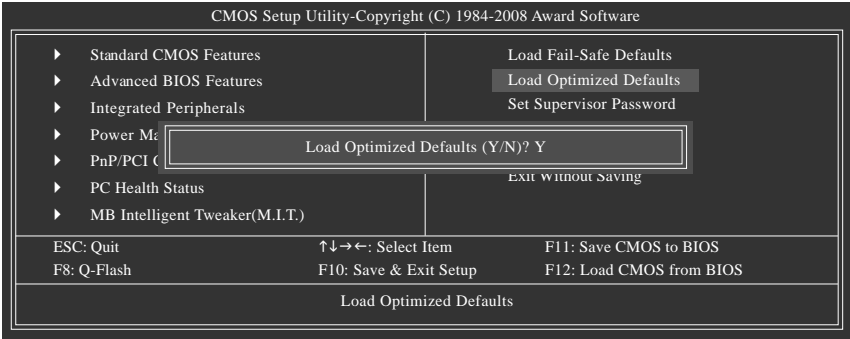 CMOS Setup Utility-Copyright (C) 1984-2008 Award Software
Standard CMOS Features
Advanced BIOS Features
Integrated Peripherals
Power Ma
PnP/PCI
PC Health Status
MB Intelligent Tweaker(M.I.T.)
Load Fail-Safe Defaults
Load Optimized Defaults
Set Supervisor Password
Exit Without Saving
Load Optimized Defaults (Y/N)? Y
ESC: Quit
↑↓→←: Select Item
F11: Save CMOS to BIOS
F8: Q-Flash
F10: Save & Exit Setup
F12: Load CMOS from BIOS
Load Optimized Defaults